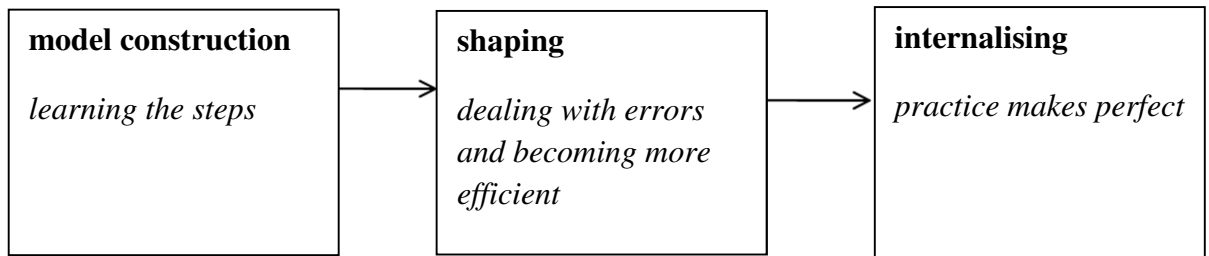 model construction
learning the steps
shaping
dealing with errors
and becoming more
efficient
internalising
practice makes perfect